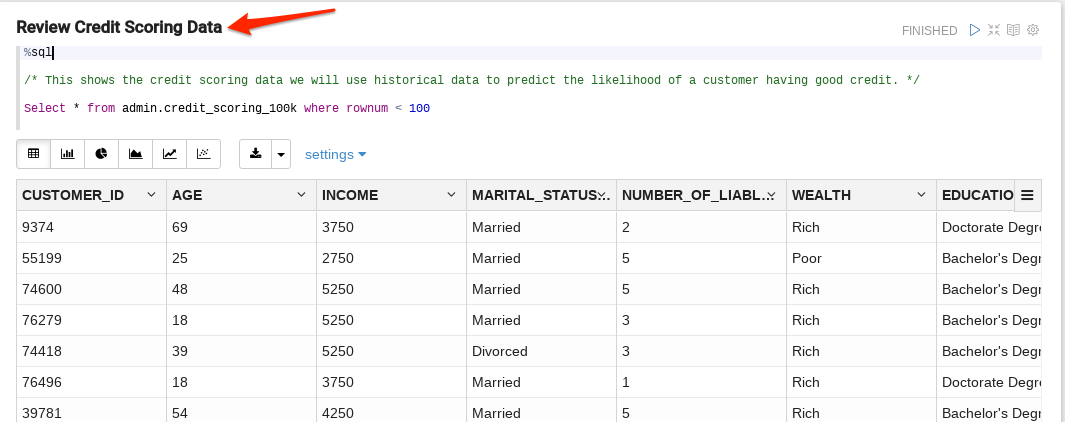 Review Credit Scoring Data
FINISHED
%sql
/* This shows the credit scoring data we will use historical data to predict the likelihood of a customer having good credit. */
Select * from admin.credit_scoring_100k where rownum < 100
settings
CUSTOMER_ID AGE INCOME MARITAL_STATUS... NUMBER_OF_LIABL... WEALTH EDUCATIO
9374 69 3750 Married 2 Rich Doctorate Degre
55199 25 2750 Married 5 Poor Bachelor's Degr
74600 48 5250 Married 5 Rich Bachelor's Degr
76279 18 5250 Married 3 Rich Bachelor's Degr
74418 39 5250 Divorced 3 Rich Bachelor's Degr
76496 18 3750 Married 1 Rich Doctorate Degre
39781 54 4250 Married 5 Rich Bachelor's Degr